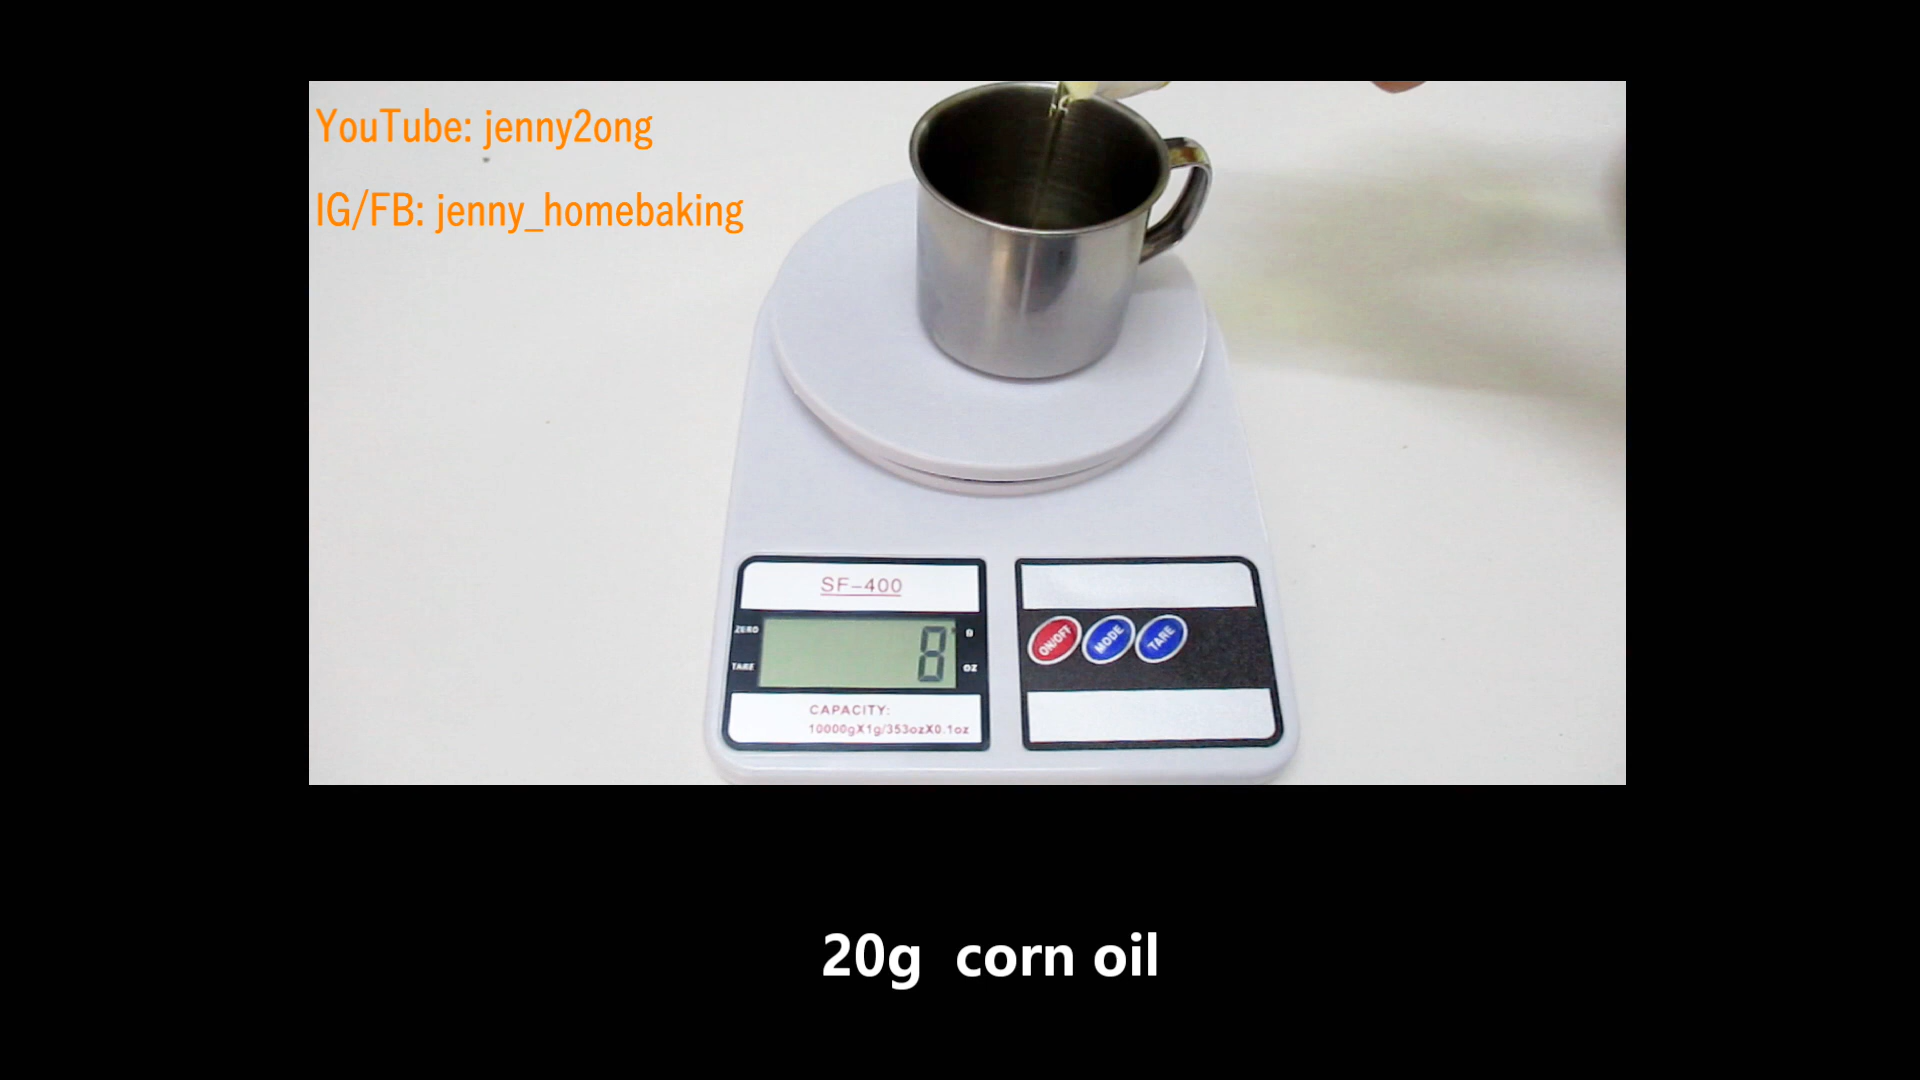 YouTube: jenny2ong
IG/FB: jenny_homebaking
SF-400
ZERO
8
g
TARE
OZ
CAPACITY:
10000gX1g/353ozX0.1oz
ON/OFF
MODE
TARE
20g  corn oil